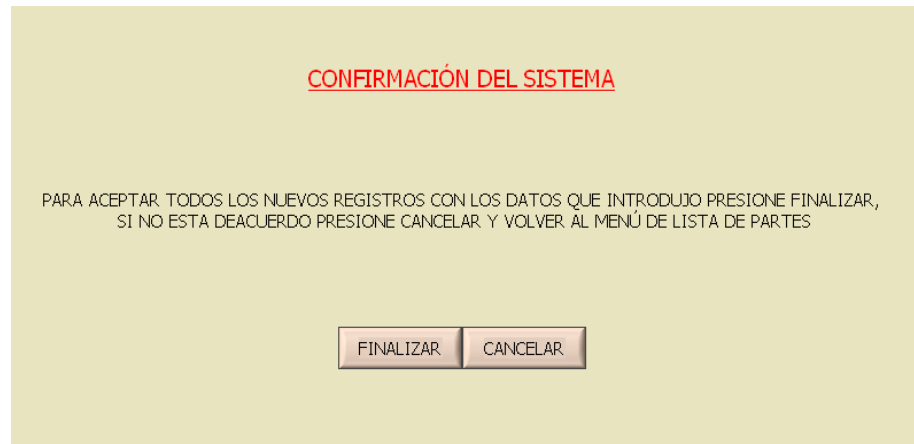 CONFIRMACIÓN DEL SISTEMA
PARA ACEPTAR TODOS LOS NUEVOS REGISTROS CON LOS DATOS QUE INTRODUJO PRESIONE FINALIZAR,
SI NO ESTA DEACUERDO PRESIONE CANCELAR Y VOLVER AL MENÚ DE LISTA DE PARTES
FINALIZAR CANCELAR